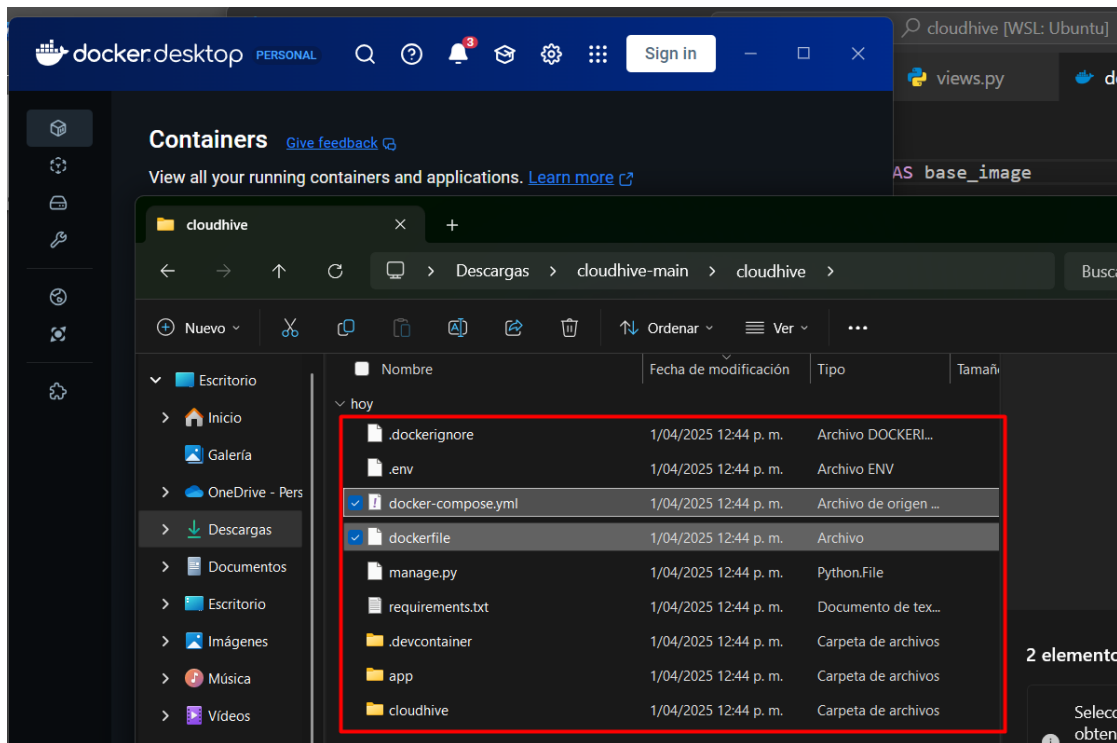 docker.desktop PERSONAL
3
Sign in
cloudhive [WSL: Ubuntu]
views.py
Containers Give feedback
View all your running containers and applications. Learn more
AS base_image
cloudhive
Descargas > cloudhive-main > cloudhive >
Nuevo
Ordenar
Ver
Nombre
Fecha de modificación
Tipo
hoy
.dockerignore 1/04/2025 12:44 p. m. Archivo DOCKERI...
.env 1/04/2025 12:44 p. m. Archivo ENV
docker-compose.yml 1/04/2025 12:44 p. m. Archivo de origen ...
dockerfile 1/04/2025 12:44 p. m. Archivo
manage.py 1/04/2025 12:44 p. m. Python.File
requirements.txt 1/04/2025 12:44 p. m. Documento de tex...
.devcontainer 1/04/2025 12:44 p. m. Carpeta de archivos
app 1/04/2025 12:44 p. m. Carpeta de archivos
cloudhive 1/04/2025 12:44 p. m. Carpeta de archivos
Escritorio
Inicio
Galería
OneDrive - Pers
Descargas
Documentos
Escritorio
Imágenes
Música
Vídeos
2 elemento